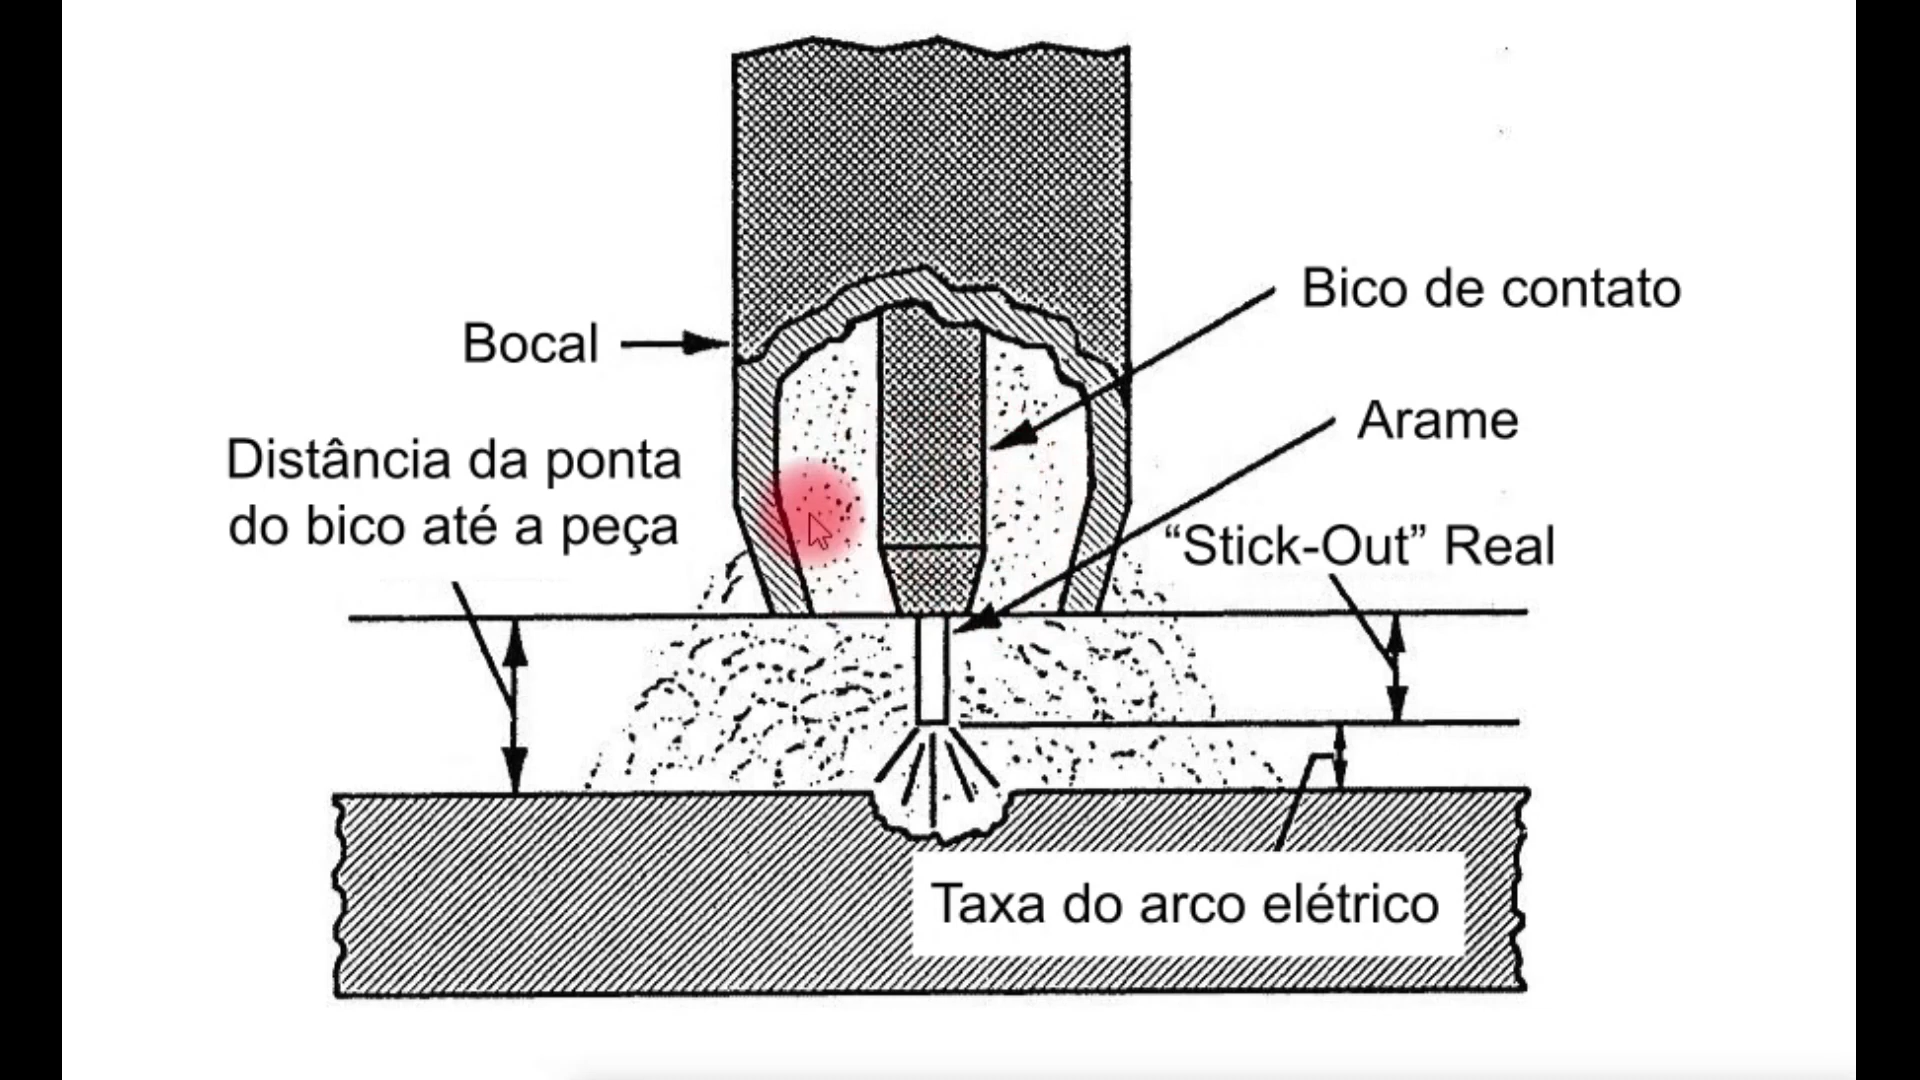 Bico de contato
Bocal
Arame
Distância da ponta
do bico até a peça
“Stick-Out” Real
Taxa do arco elétrico